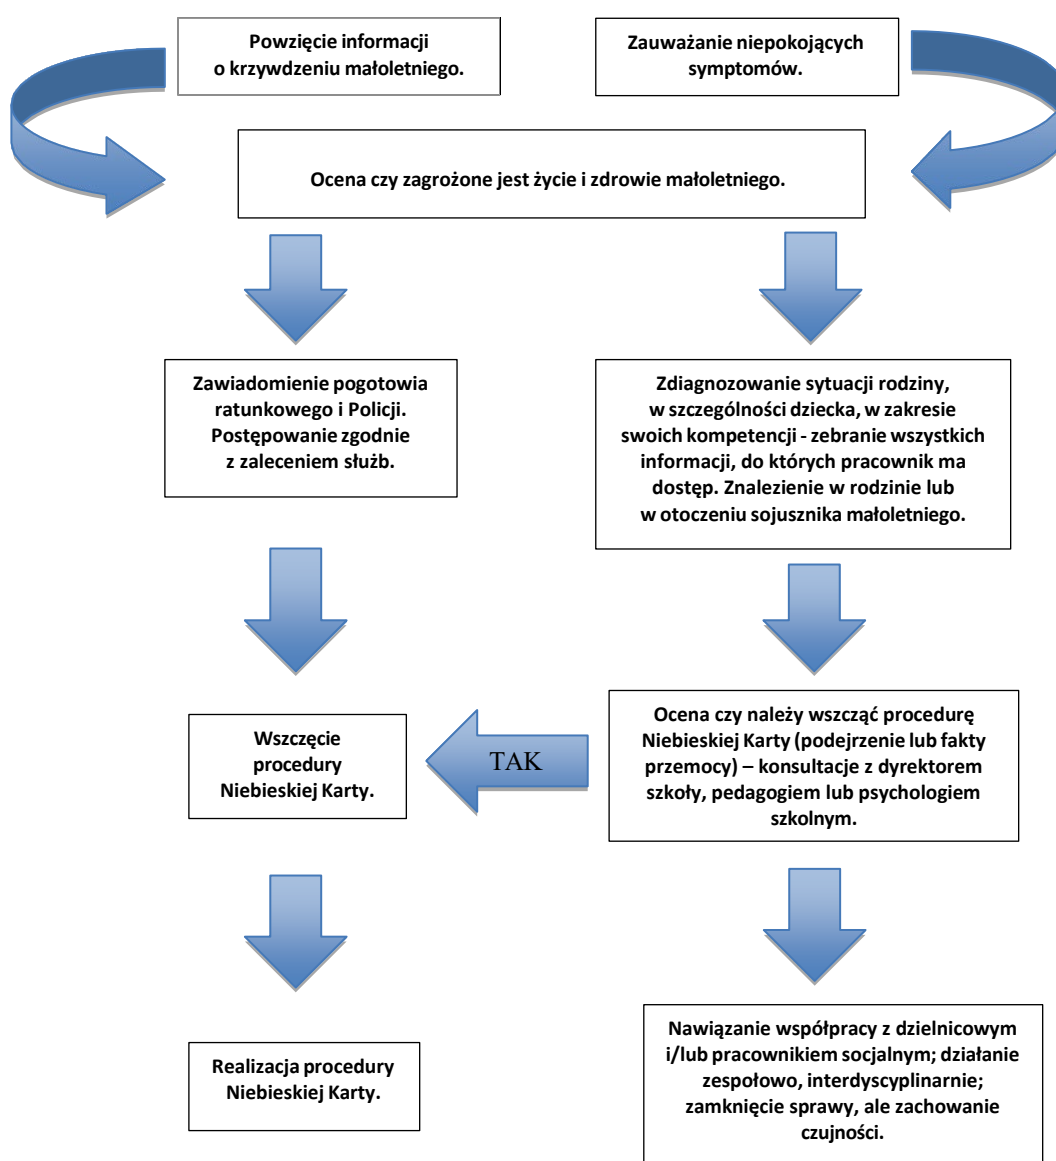 Powzięcie informacji
o krzywdzeniu małoletniego.
Zauważanie niepokojących
symptomów.
Ocena czy zagrożone jest życie i zdrowie małoletniego.
Zawiadomienie pogotowia
ratunkowego i Policji.
Postępowanie zgodnie
z zaleceniem służb.
Zdiagnozowanie sytuacji rodziny,
w szczególności dziecka, w zakresie
swoich kompetencji - zebranie wszystkich
informacji, do których pracownik ma
dostęp. Znalezienie w rodzinie lub
w otoczeniu sojusznika małoletniego.
Wszczęcie
procedury
Niebieskiej Karty.
TAK
Ocena czy należy wszcząć procedurę
Niebieskiej Karty (podejrzenie lub fakty
przemocy) – konsultacje z dyrektorem
szkoły, pedagogiem lub psychologiem
szkolnym.
Realizacja procedury
Niebieskiej Karty.
Nawiązanie współpracy z dzielnicowym
i/lub pracownikiem socjalnym; działanie
zespołowo, interdyscyplinarnie;
zamknięcie sprawy, ale zachowanie
czujności.